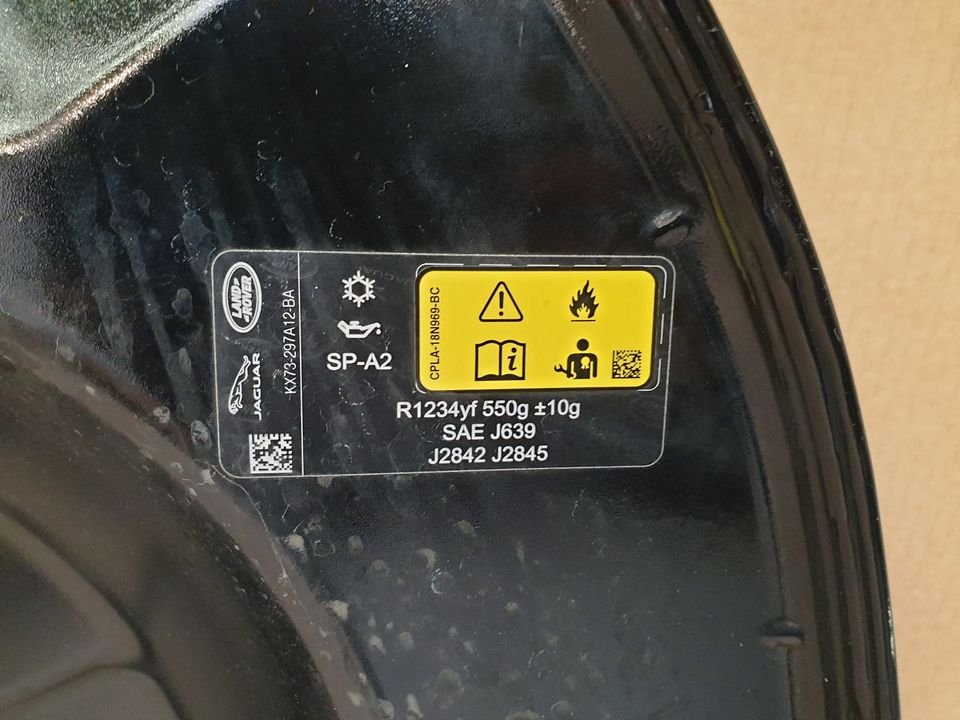 LAND-
-ROVER
JAGUAR
KX73-297A12-BA
SP-A2
CPLA-18N969-BC
R1234yf 550g ±10g
SAE J639
J2842 J2845